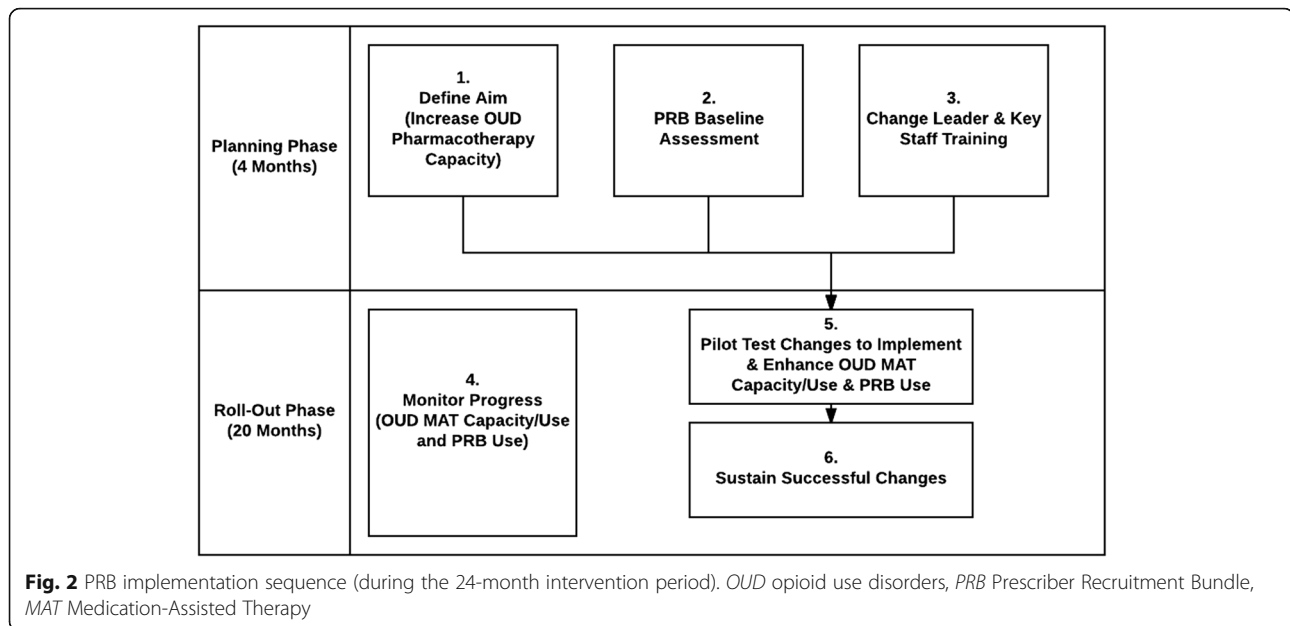 Planning Phase
(4 Months)
1.
Define Aim
(Increase OUD
Pharmacotherapy
Capacity)
2.
PRB Baseline
Assessment
3.
Change Leader & Key
Staff Training
Roll-Out Phase
(20 Months)
4.
Monitor Progress
(OUD MAT Capacity/Use
and PRB Use)
5.
Pilot Test Changes to Implement
& Enhance OUD MAT
Capacity/Use & PRB Use
6.
Sustain Successful Changes
Fig. 2 PRB implementation sequence (during the 24-month intervention period). OUD opioid use disorders, PRB Prescriber Recruitment Bundle,
MAT Medication-Assisted Therapy